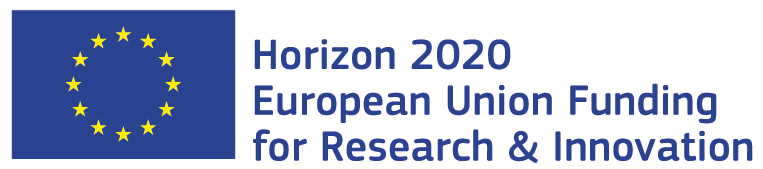 Horizon 2020
European Union Funding
for Research & Innovation